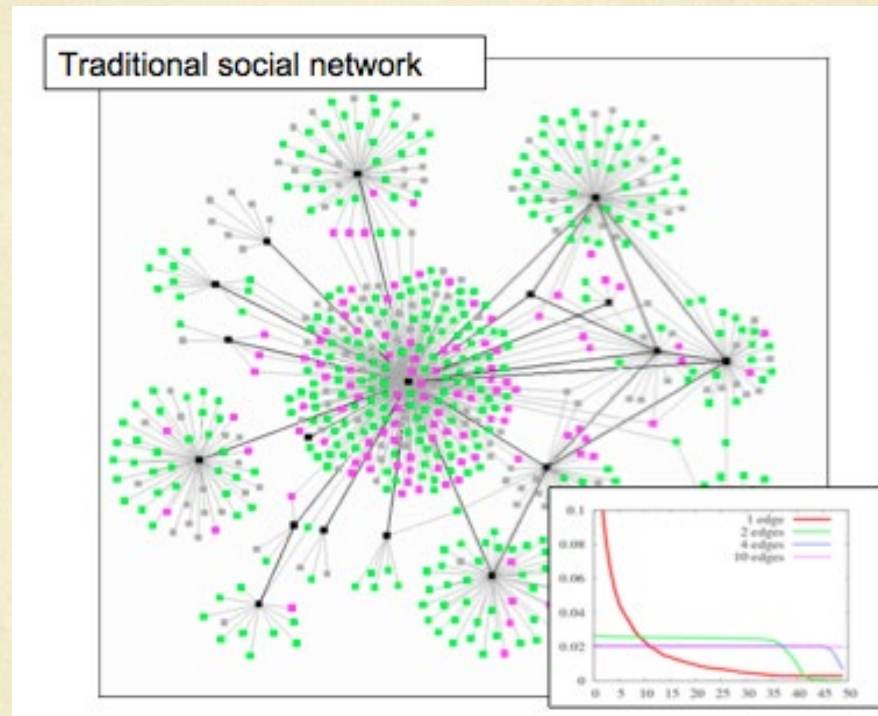 Traditional social network
0.1
1 edge
2 edges
0.08
4 edges
10 edges
0.06
0.04
0.02
0
0 5 10 15 20 25 30 35 40 45 50